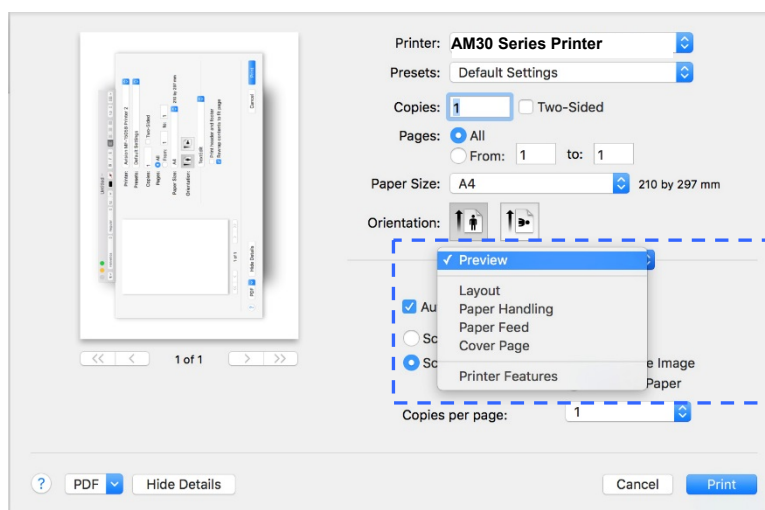 Printer: AM30 Series Printer
Presets: Default Settings
Copies: 1 Two-Sided
Pages: All
From: 1 to: 1
Paper Size: A4 210 by 297 mm
Orientation:
✓ Preview
Layout
Au Paper Handling
Paper Feed
Sc Cover Page
Sc e Image
Printer Features Paper
Copies per page: 1
<< < 1 of 1 > >>
? PDF Hide Details Cancel Print